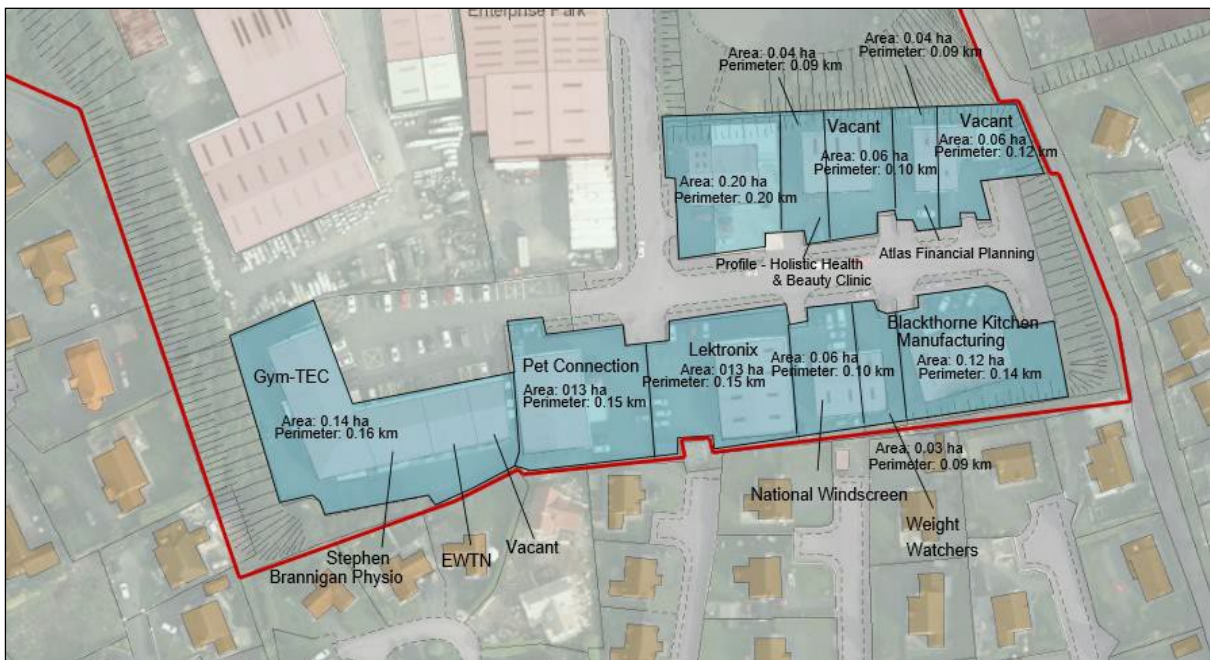 Enterprise Park
Area: 0.04 ha
Perimeter: 0.09 km
Area: 0.04 ha
Perimeter: 0.09 km
Vacant
Area: 0.06 ha
Perimeter: 0.10 km
Vacant
Area: 0.06 ha
Perimeter: 0.12 km
Area: 0.20 ha
Perimeter: 0.20 km
Profile - Holistic Health
& Beauty Clinic
Atlas Financial Planning
Gym-TEC
Area: 0.14 ha
Perimeter: 0.16 km
Pet Connection
Area: 013 ha
Perimeter: 0.15 km
Lektronix
Area: 013 ha
Perimeter: 0.15 km
Area: 0.06 ha
Perimeter: 0.10 km
Blackthorne Kitchen
Manufacturing
Area: 0.12 ha
Perimeter: 0.14 km
Area: 0.03 ha
Perimeter: 0.09 km
National Windscreen
Weight
Watchers
Stephen
Brannigan Physio
EWTN
Vacant